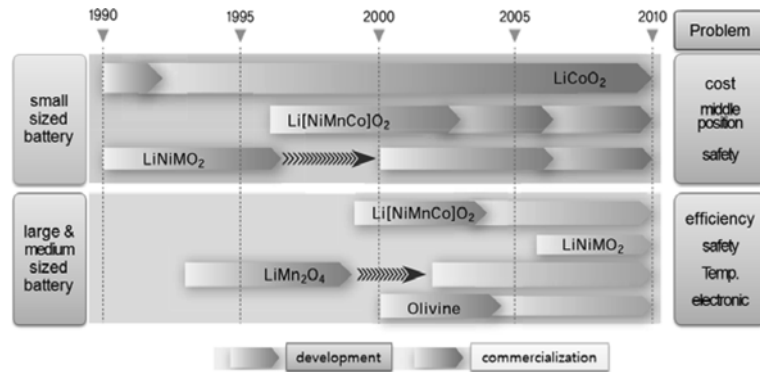 1990 1995 2000 2005 2010
Problem
small
sized
battery
LiCoO₂
Li[NiMnCo]O₂
LiNiMO₂
cost
middle
position
safety
large &
medium
sized
battery
Li[NiMnCo]O₂
LiNiMO₂
LiMn₂O₄
Olivine
efficiency
safety
Temp.
electronic
development
commercialization